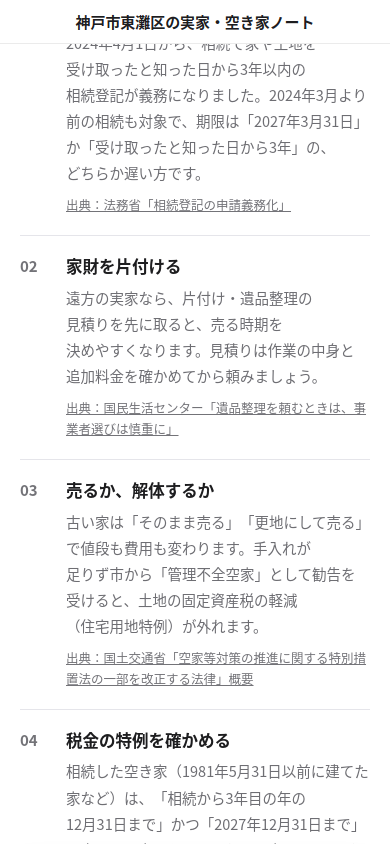 神戸市東灘区の実家・空き家ノート
2024年4月1日から、相続で家や土地を
受け取ったと知った日から3年以内の
相続登記が義務になりました。2024年3月より
前の相続も対象で、期限は「2027年3月31日」
か「受け取ったと知った日から3年」の、
どちらか遅い方です。
出典：法務省「相続登記の申請義務化」
02 家財を片付ける
遠方の実家なら、片付け・遺品整理の
見積りを先に取ると、売る時期を
決めやすくなります。見積りは作業の中身と
追加料金を確かめてから頼みましょう。
出典：国民生活センター「遺品整理を頼むときは、事
業者選びは慎重に」
03 売るか、解体するか
古い家は「そのまま売る」「更地にして売る」
で値段も費用も変わります。手入れが
足りず市から「管理不全空家」として勧告を
受けると、土地の固定資産税の軽減
（住宅用地特例）が外れます。
出典：国土交通省「空家等対策の推進に関する特別措
置法の一部を改正する法律」概要
04 税金の特例を確かめる
相続した空き家（1981年5月31日以前に建てた
家など）は、「相続から3年目の年の
12月31日まで」かつ「2027年12月31日まで」